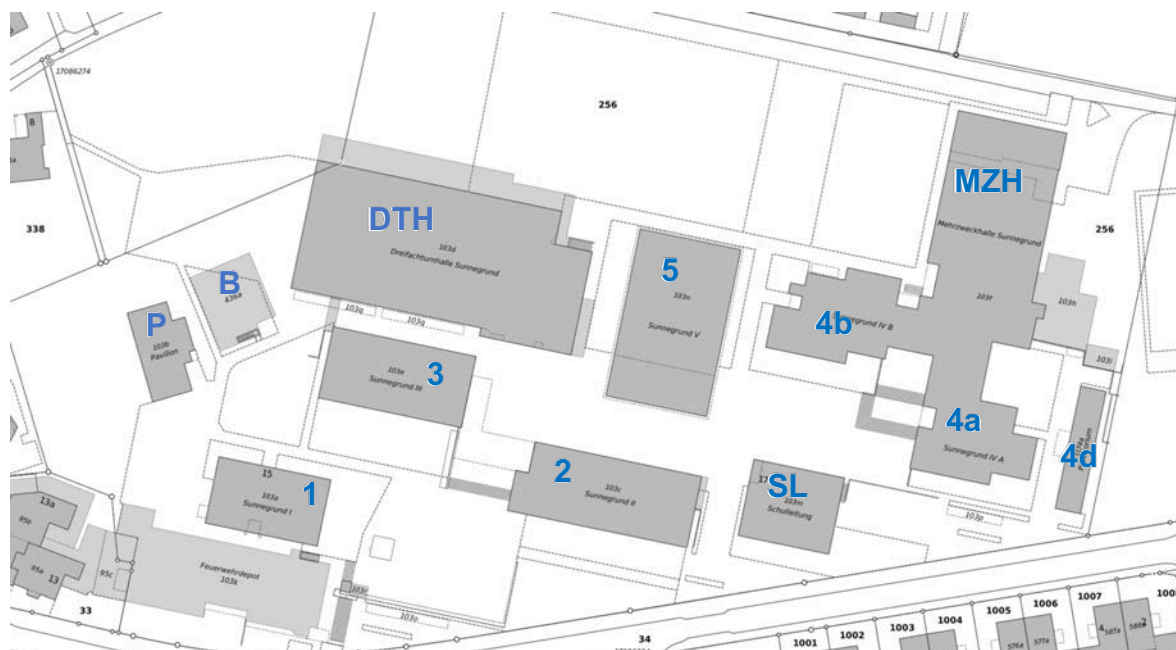 8
17086274
256
MZH
338
DTH
103d
Dreifachturnhalle Sunnegrund
Mehrzweckhalle Sunnegrund
256
5
103n
Sunnegrund V
B
436a
P
103b
Pavillon
103q
103q
4b
Sunnegrund IV B
103f
103h
103i
103e
Sunnegrund III
3
4a
Sunnegrund IV A
4d
15
103a
Sunnegrund I
1
2
103c
Sunnegrund II
SL
103m
Schulleitung
103p
13a
95b
95a
13
95c
Feuerwehrdepot
103k
103r
103o
33
34
1001
1002
1003
1004
1005
1006
1007
576a
577a
4
587a
2